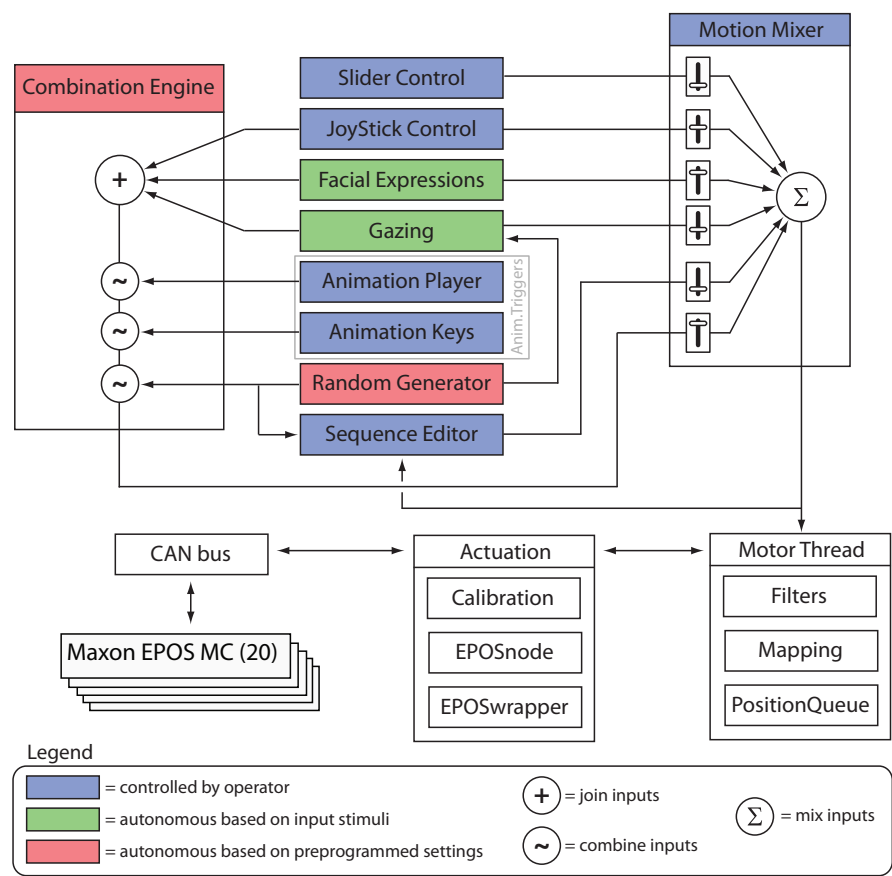 Motion Mixer
Combination Engine
Slider Control
JoyStick Control
+
Facial Expressions
Σ
Gazing
~
Animation Player
Anim.Triggers
~
Animation Keys
~
Random Generator
Sequence Editor
CAN bus
Actuation
Motor Thread
Calibration
Filters
Maxon EPOS MC (20)
EPOSnode
Mapping
EPOSwrapper
PositionQueue
Legend
= controlled by operator
+ = join inputs
Σ = mix inputs
= autonomous based on input stimuli
~ = combine inputs
= autonomous based on preprogrammed settings